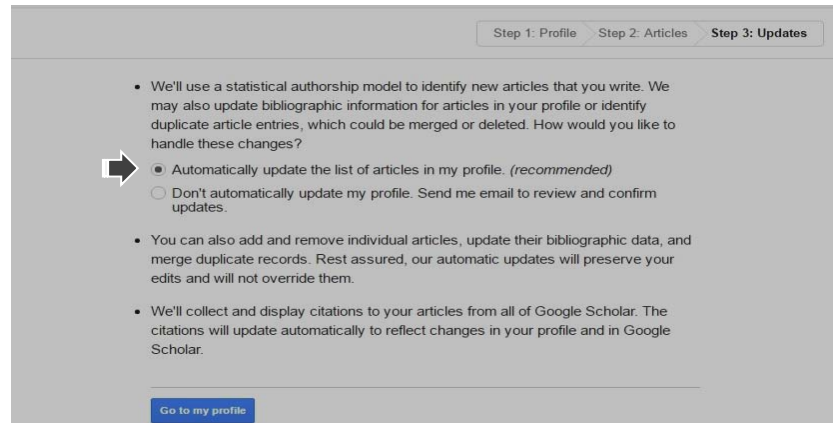 Step 1: Profile Step 2: Articles Step 3: Updates
• We'll use a statistical authorship model to identify new articles that you write. We
may also update bibliographic information for articles in your profile or identify
duplicate article entries, which could be merged or deleted. How would you like to
handle these changes?
Automatically update the list of articles in my profile. (recommended)
Don't automatically update my profile. Send me email to review and confirm
updates.
• You can also add and remove individual articles, update their bibliographic data, and
merge duplicate records. Rest assured, our automatic updates will preserve your
edits and will not override them.
• We'll collect and display citations to your articles from all of Google Scholar. The
citations will update automatically to reflect changes in your profile and in Google
Scholar.
Go to my profile